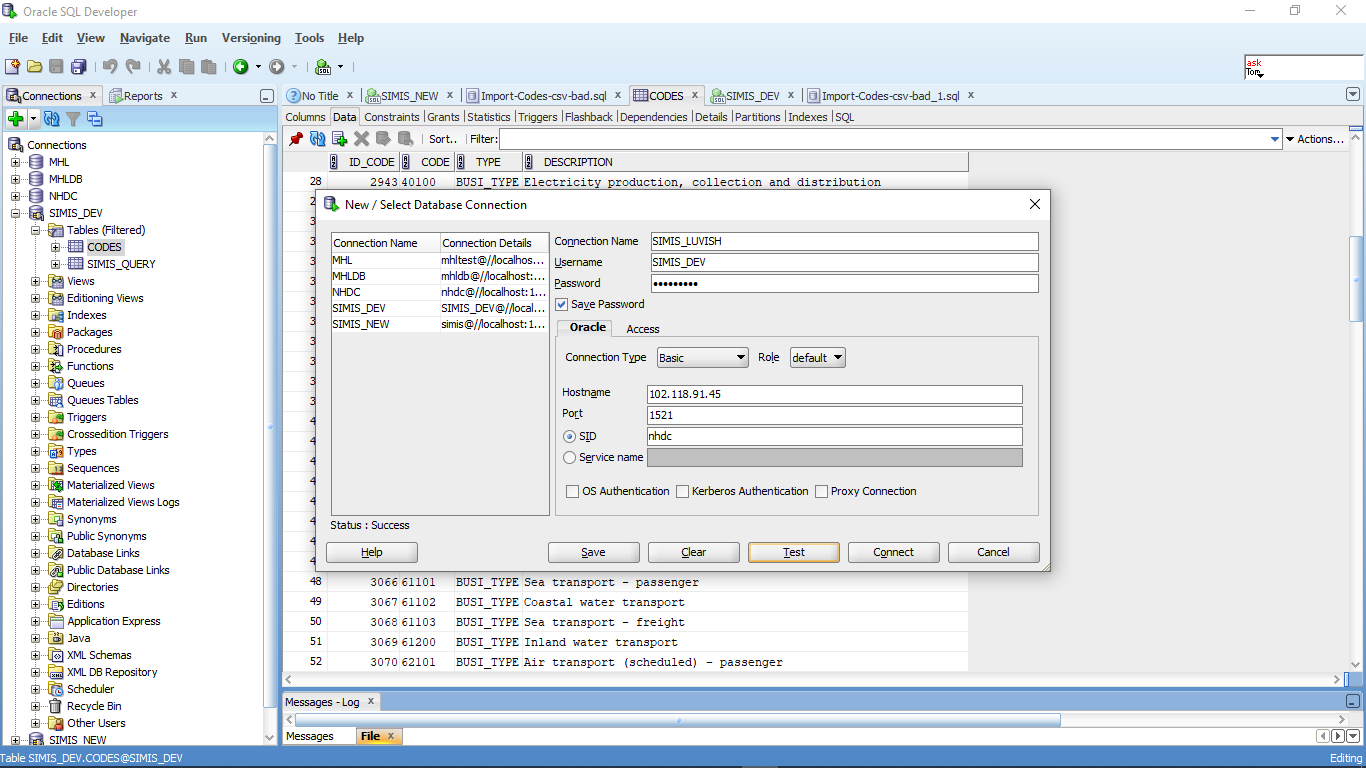 Oracle SQL Developer
File Edit View Navigate Run Versioning Tools Help
ask
Tom
Connections x Reports x
No Title x SIMIS_NEW x Import-Codes-csv-bad.sql x CODES x SIMIS_DEV x Import-Codes-csv-bad_1.sql x
Columns Data Constraints Grants Statistics Triggers Flashback Dependencies Details Partitions Indexes SQL
Sort.. Filter: Actions...
ID_CODE CODE TYPE DESCRIPTION
28 2943 40100 BUSI_TYPE Electricity production, collection and distribution
Connections
MHL
MHLDB
NHDC
SIMIS_DEV
Tables (Filtered)
CODES
SIMIS_QUERY
Views
Editioning Views
Indexes
Packages
Procedures
Functions
Queues
Queues Tables
Triggers
Crossedition Triggers
Types
Sequences
Materialized Views
Materialized Views Logs
Synonyms
Public Synonyms
Database Links
Public Database Links
Directories
Editions
Application Express
Java
XML Schemas
XML DB Repository
Scheduler
Recycle Bin
Other Users
SIMIS_NEW
New / Select Database Connection
Connection Name Connection Details
MHL mhltest@//localhos...
MHLDB mhldb@//localhost:...
NHDC nhdc@//localhost:1...
SIMIS_DEV SIMIS_DEV@//local...
SIMIS_NEW simis@//localhost:1...
Connection Name SIMIS_LUVISH
Username SIMIS_DEV
Password •••••••••
Save Password
Oracle Access
Connection Type Basic Role default
Hostname 102.118.91.45
Port 1521
SID nhdc
Service name
OS Authentication Kerberos Authentication Proxy Connection
Status : Success
Help Save Clear Test Connect Cancel
48 3066 61101 BUSI_TYPE Sea transport - passenger
49 3067 61102 BUSI_TYPE Coastal water transport
50 3068 61103 BUSI_TYPE Sea transport - freight
51 3069 61200 BUSI_TYPE Inland water transport
52 3070 62101 BUSI_TYPE Air transport (scheduled) - passenger
Messages - Log x
Messages File x
Table SIMIS_DEV.CODES@SIMIS_DEV Editing